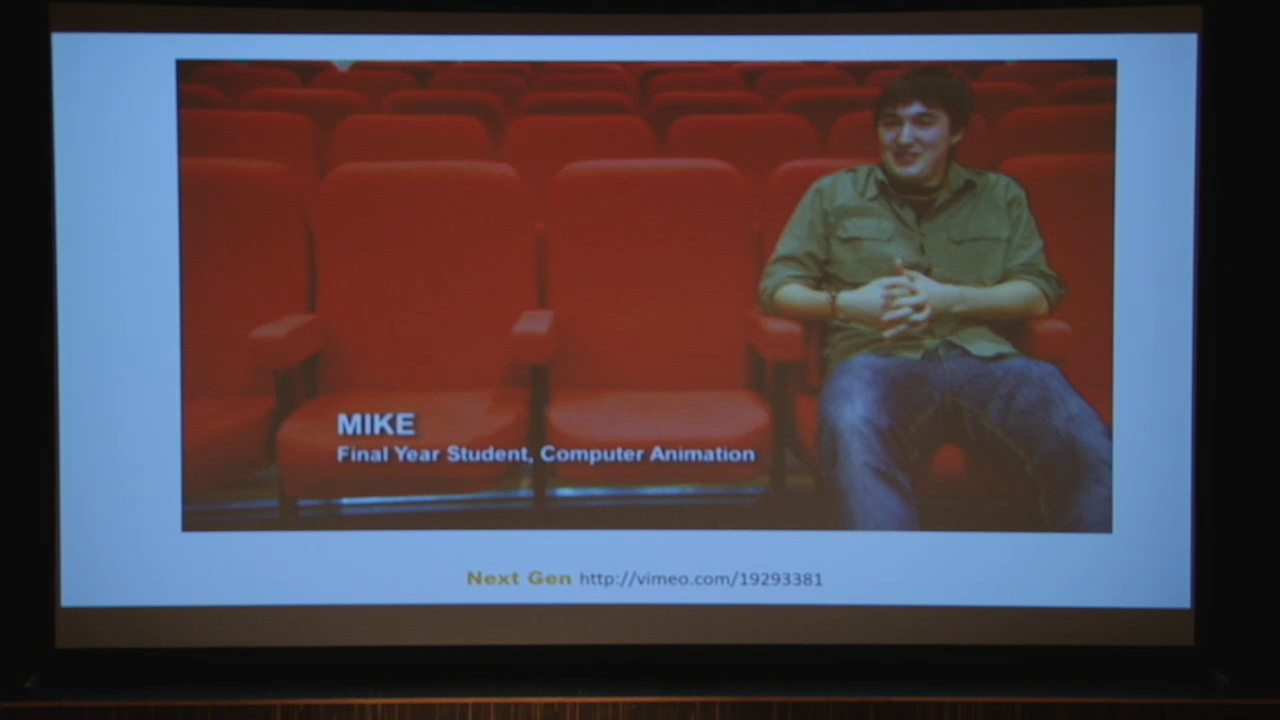 MIKE
Final Year Student, Computer Animation
Next Gen http://vimeo.com/19293381